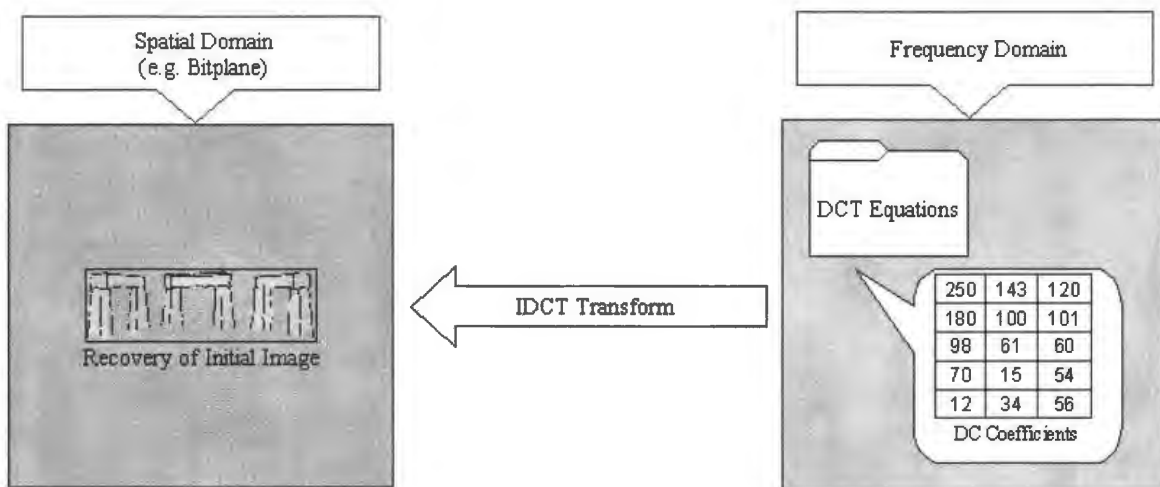 Spatial Domain
(e.g. Bitplane)
Frequency Domain
DCT Equations
250 143 120
180 100 101
98 61 60
70 15 54
12 34 56
DC Coefficients
IDCT Transform
Recovery of Initial Image